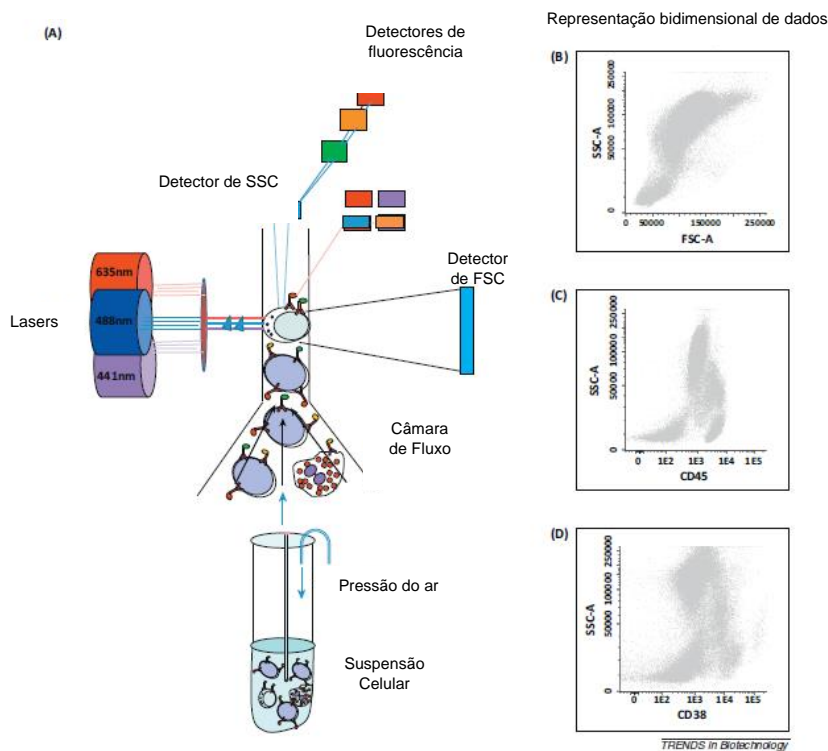 (A)
Detectores de
fluorescência
Detector de SSC
Detector
de FSC
635nm
488nm
441nm
Lasers
Câmara
de Fluxo
Pressão do ar
Suspensão
Celular
Representação bidimensional de dados
(B)
SSC-A
250000
100000
50000
0
0 50000 150000 250000
FSC-A
(C)
SSC-A
250000
100000
50000
0
0 1E2 1E3 1E4 1E5
CD45
(D)
SSC-A
250000
100000
50000
0
0 1E2 1E3 1E4 1E5
CD38
TRENDS in Biotechnology